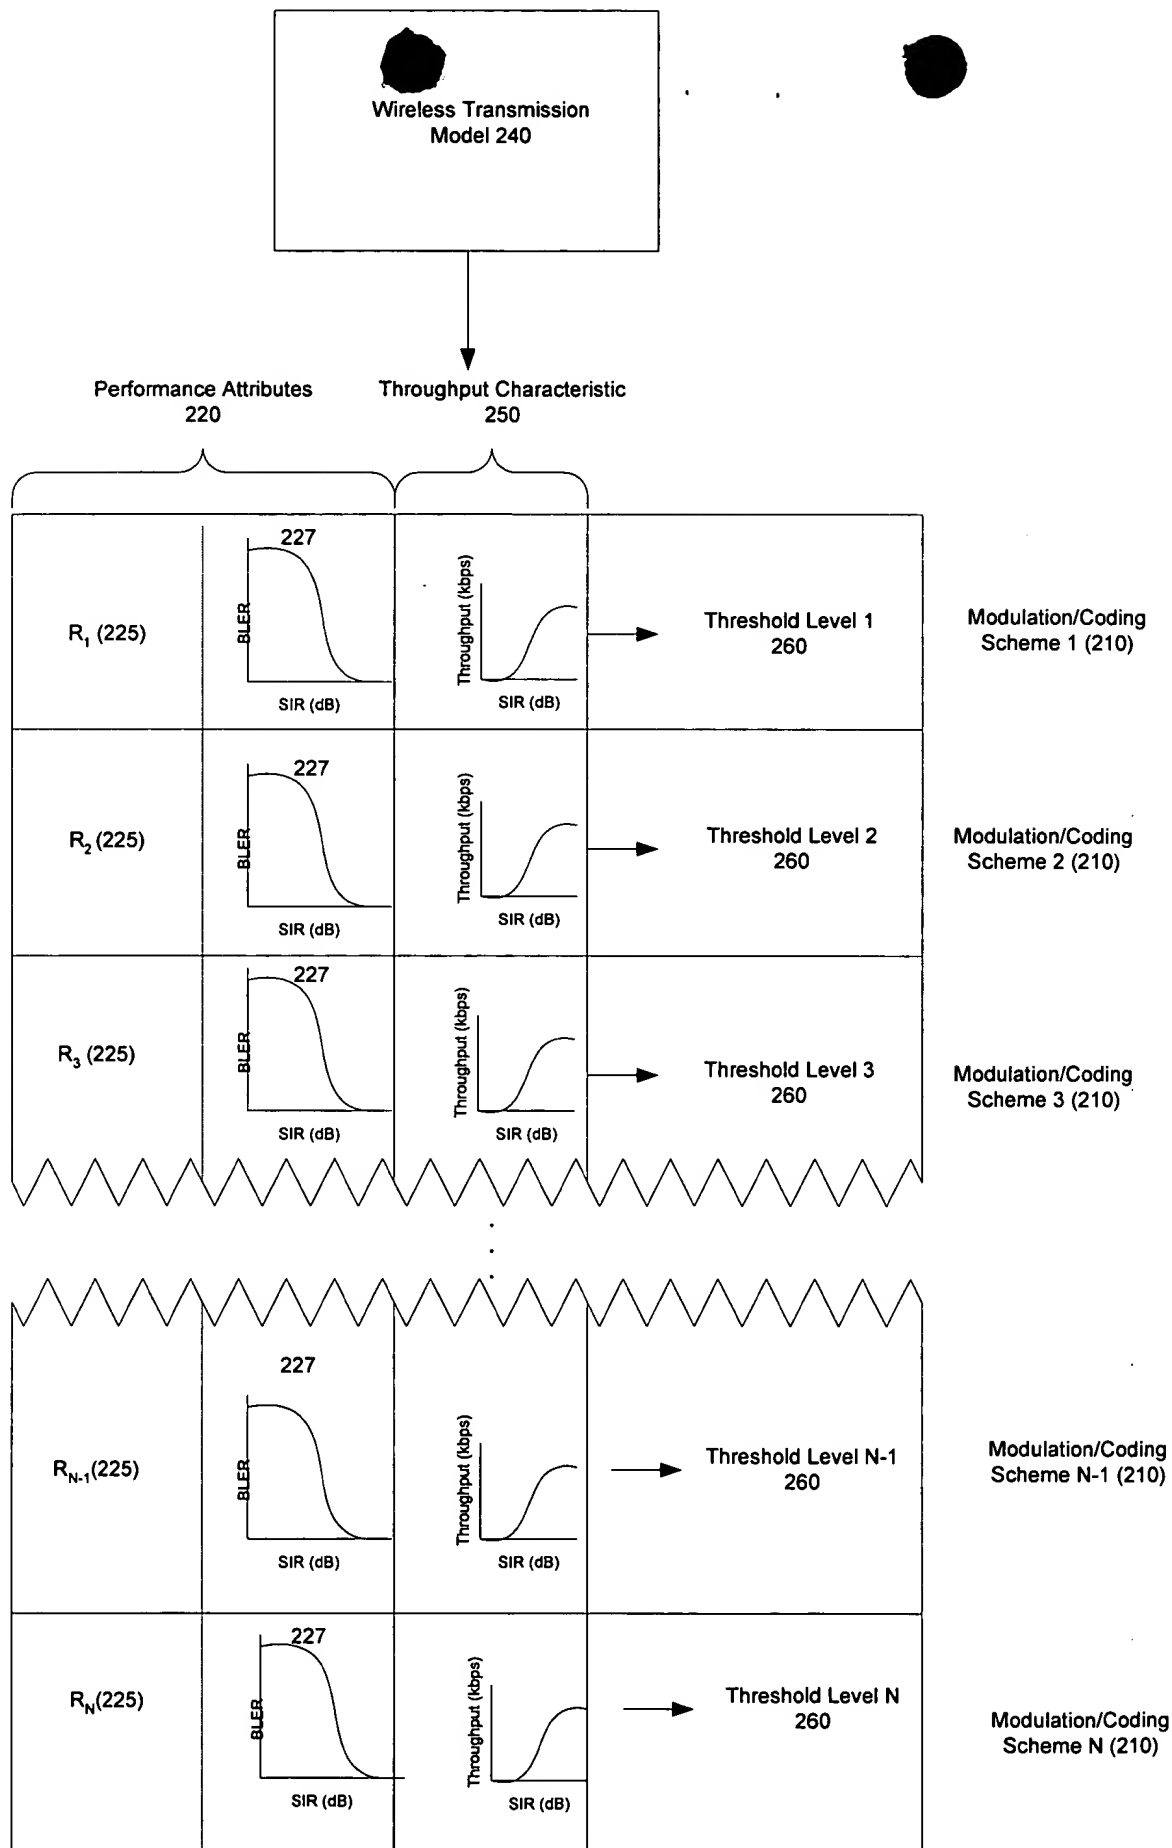 Wireless Transmission
Model 240
Performance Attributes
220
Throughput Characteristic
250
R1 (225)
227
BLER
SIR (dB)
Throughput (kbps)
SIR (dB)
Threshold Level 1
260
Modulation/Coding
Scheme 1 (210)
R2 (225)
227
BLER
SIR (dB)
Throughput (kbps)
SIR (dB)
Threshold Level 2
260
Modulation/Coding
Scheme 2 (210)
R3 (225)
227
BLER
SIR (dB)
Throughput (kbps)
SIR (dB)
Threshold Level 3
260
Modulation/Coding
Scheme 3 (210)
RN-1(225)
227
BLER
SIR (dB)
Throughput (kbps)
SIR (dB)
Threshold Level N-1
260
Modulation/Coding
Scheme N-1 (210)
RN(225)
227
BLER
SIR (dB)
Throughput (kbps)
SIR (dB)
Threshold Level N
260
Modulation/Coding
Scheme N (210)